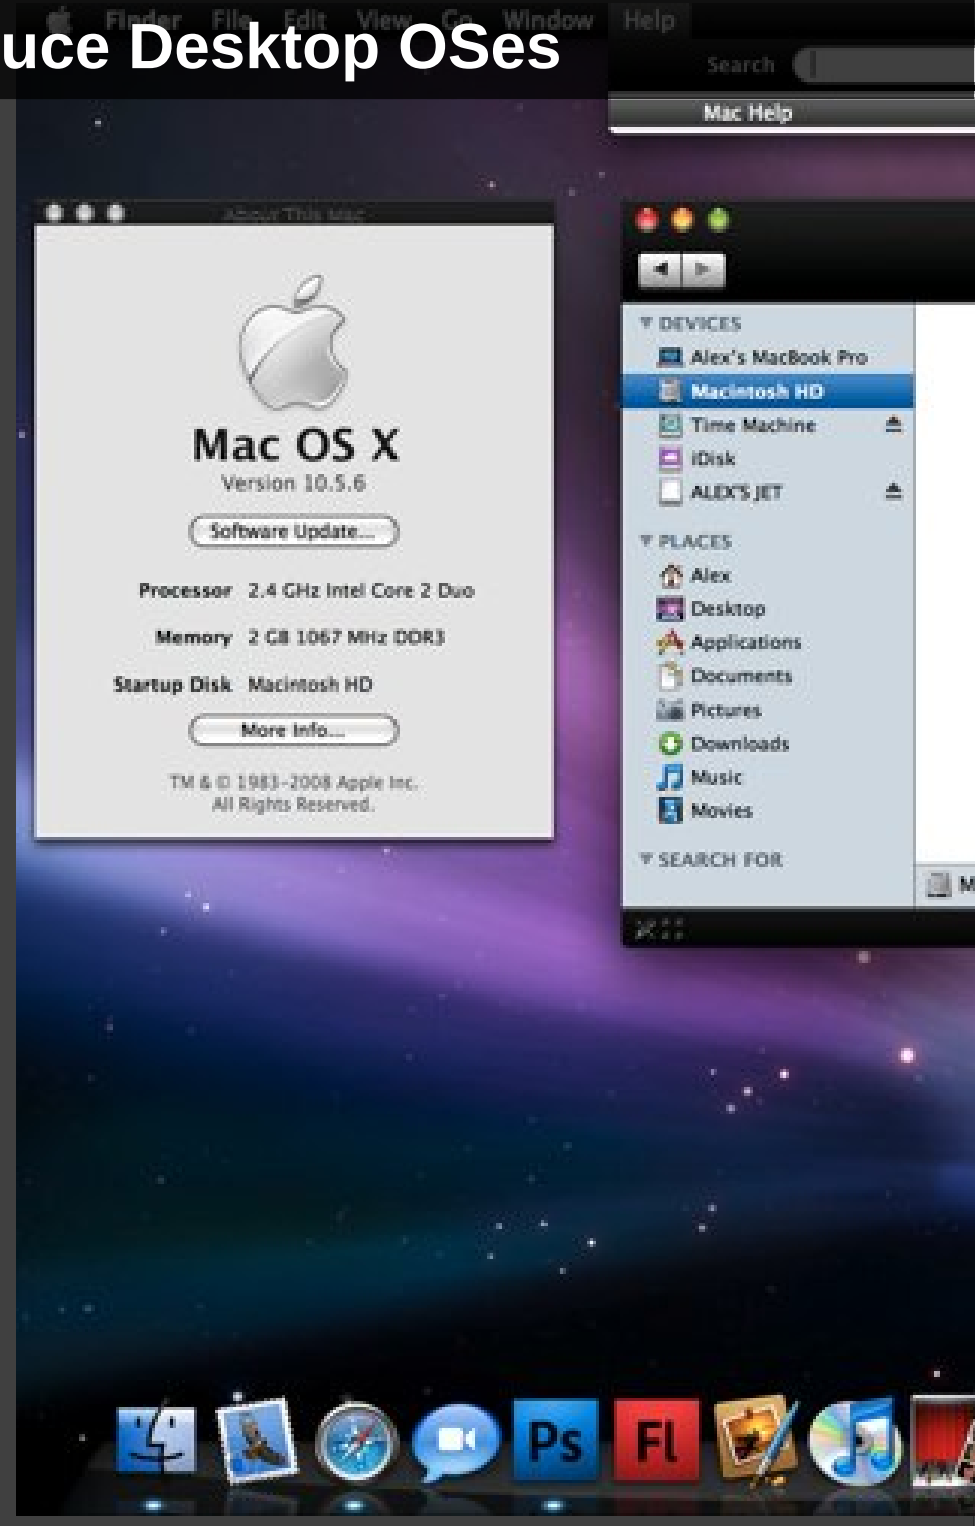 Finder File Edit View Go Window Help
uce Desktop OSes
Search
Mac Help
About This Mac
Mac OS X
Version 10.5.6
Software Update...
Processor 2.4 GHz Intel Core 2 Duo
Memory 2 GB 1067 MHz DDR3
Startup Disk Macintosh HD
More Info...
TM & © 1983-2008 Apple Inc.
All Rights Reserved.
DEVICES
Alex's MacBook Pro
Macintosh HD
Time Machine
iDisk
ALEX'S JET
PLACES
Alex
Desktop
Applications
Documents
Pictures
Downloads
Music
Movies
SEARCH FOR
M
Ps
Fl